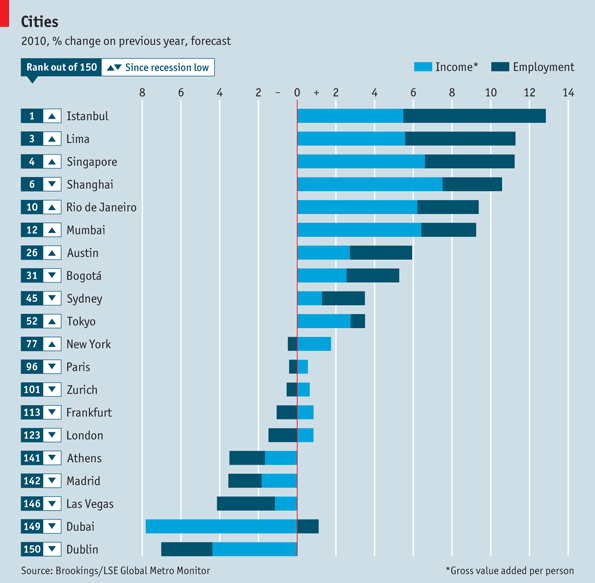 Cities
2010, % change on previous year, forecast
Rank out of 150 ▲▼ Since recession low
Income* Employment
8 6 4 2 – 0 + 2 4 6 8 10 12 14
1 ▲ Istanbul
3 ▲ Lima
4 ▲ Singapore
6 ▼ Shanghai
10 ▲ Rio de Janeiro
12 ▲ Mumbai
26 ▲ Austin
31 ▼ Bogotá
45 ▼ Sydney
52 ▲ Tokyo
77 ▲ New York
96 ▼ Paris
101 ▼ Zurich
113 ▼ Frankfurt
123 ▼ London
141 ▼ Athens
142 ▼ Madrid
146 ▼ Las Vegas
149 ▼ Dubai
150 ▼ Dublin
Source: Brookings/LSE Global Metro Monitor *Gross value added per person